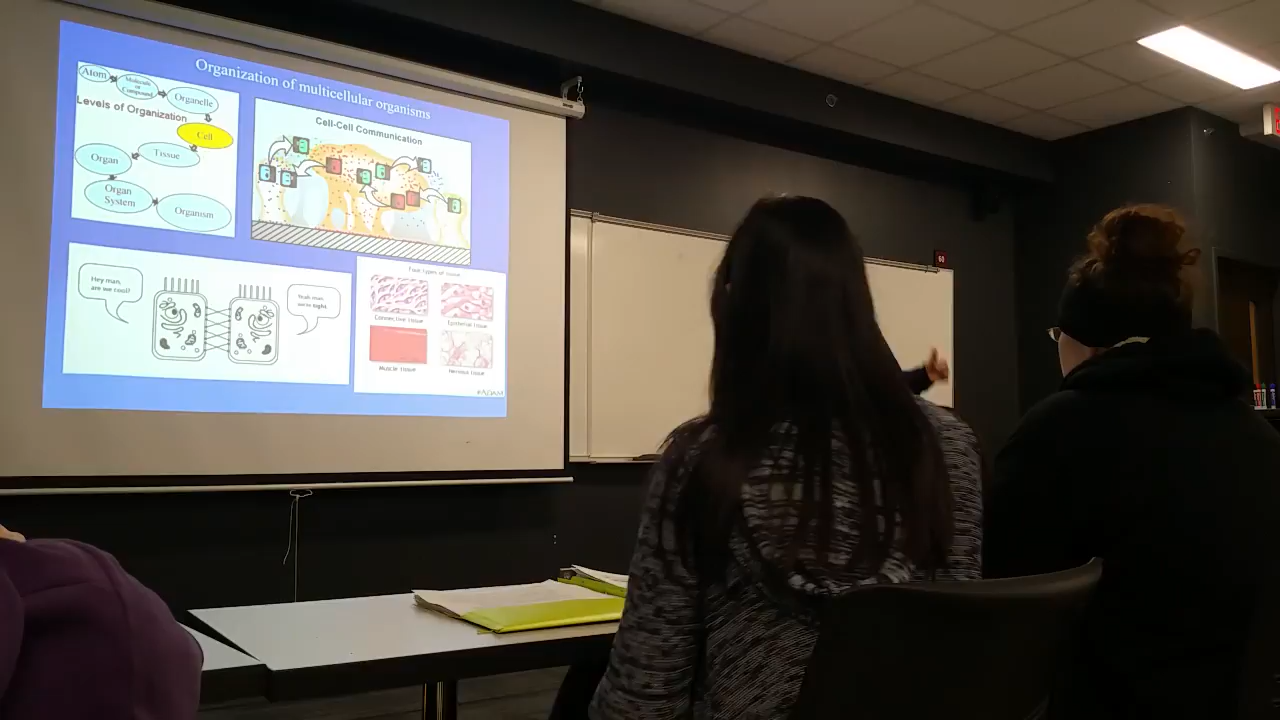 Organization of multicellular organisms
Atom
Molecule
or
Compound
Organelle
Levels of Organization
Cell
Tissue
Organ
Organ
System
Organism
Cell-Cell Communication
Hey man,
are we cool?
Yeah man,
we're tight.
Four types of tissue
Connective tissue
Epithelial tissue
Muscle tissue
Nervous tissue
ADAM
60